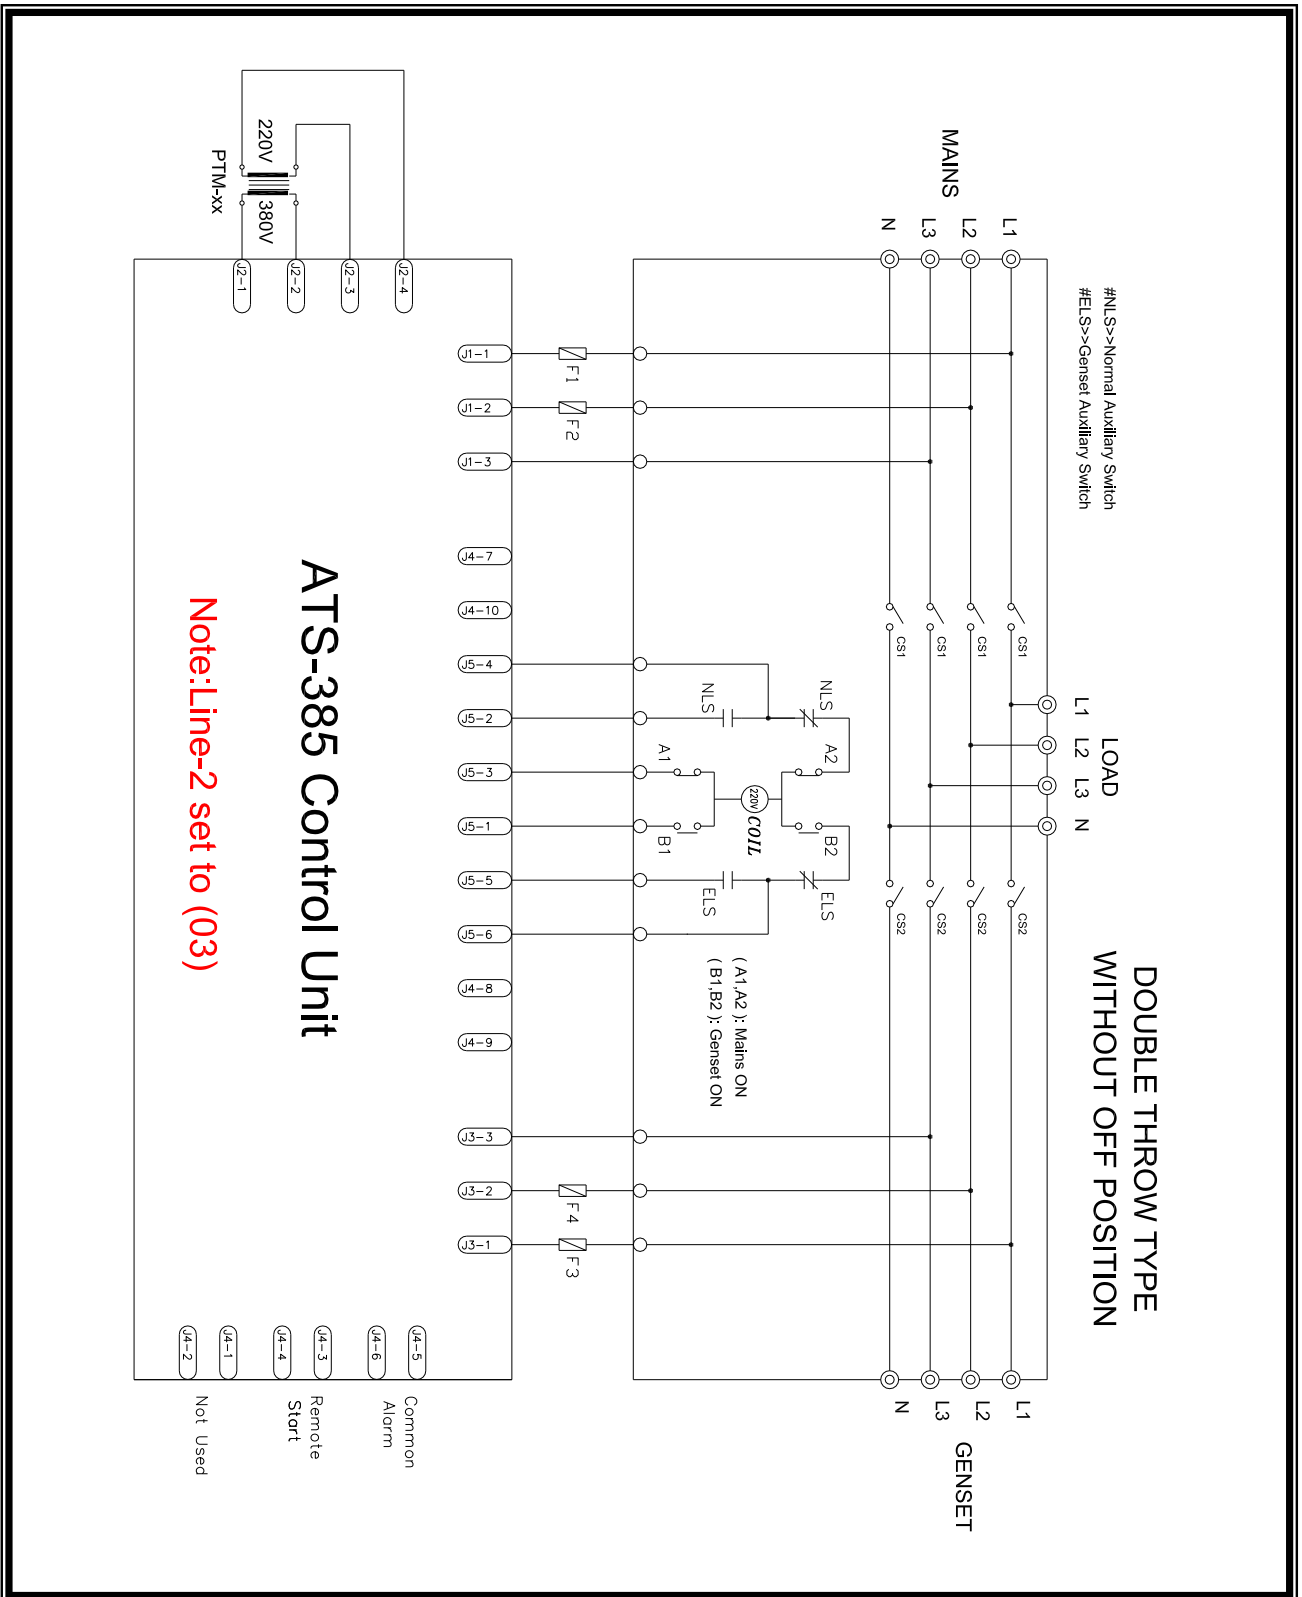 DOUBLE THROW TYPE
WITHOUT OFF POSITION
#NLS>>Normal Auxiliary Switch
#ELS>>Genset Auxiliary Switch
LOAD
L1 L2 L3 N
MAINS
GENSET
L1
L2
L3
N
L1
L2
L3
N
CS1
CS1
CS1
CS1
CS2
CS2
CS2
CS2
NLS
A2
B2
ELS
220V
COIL
NLS
A1
B1
ELS
( A1,A2 ): Mains ON
( B1,B2 ): Genset ON
F1
F2
F4
F3
J1-1
J1-2
J1-3
J4-7
J4-10
J5-4
J5-2
J5-3
J5-1
J5-5
J5-6
J4-8
J4-9
J3-3
J3-2
J3-1
J2-4
J2-3
J2-2
J2-1
220V
380V
PTM-xx
ATS-385 Control Unit
Note:Line-2 set to (03)
J4-5
J4-6
J4-3
J4-4
J4-1
J4-2
Common
Alarm
Remote
Start
Not Used